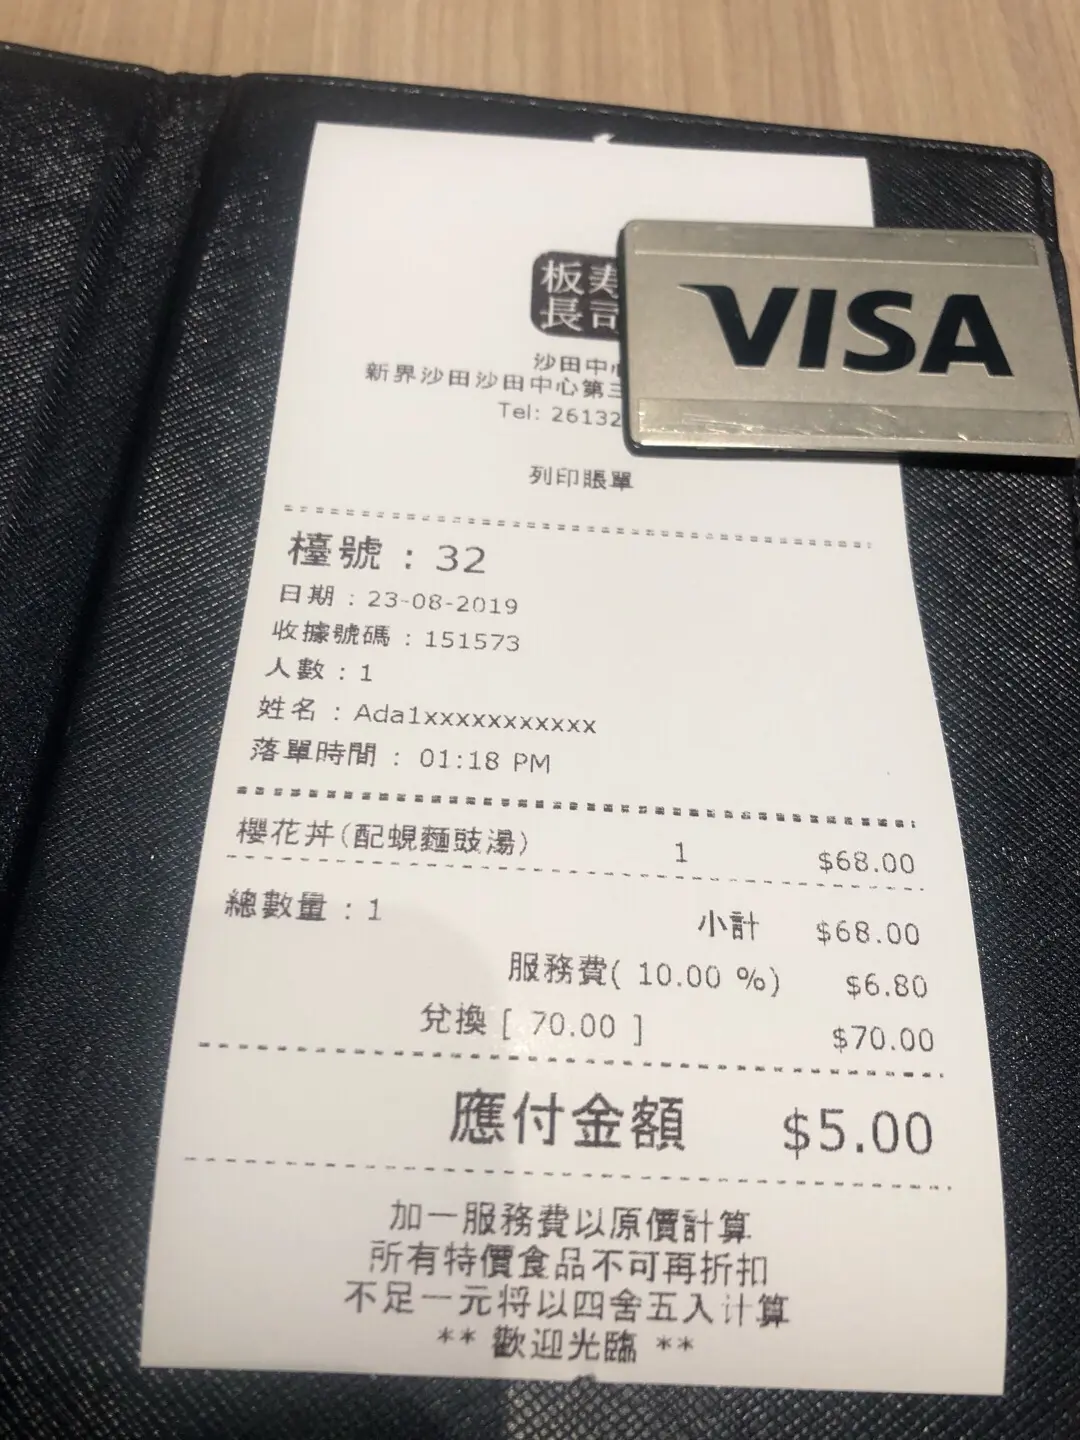 板寿
長司
VISA
沙田中
新界沙田沙田中心第三
Tel: 26132
列印賬單
檯號 : 32
日期 : 23-08-2019
收據號碼 : 151573
人數 : 1
姓名 : Ada1xxxxxxxxxxx
落單時間 : 01:18 PM
櫻花丼(配蜆麵豉湯) 1 $68.00
總數量 : 1 小計 $68.00
服務費( 10.00 %) $6.80
兌換 [ 70.00 ] $70.00
應付金額 $5.00
加一服務費以原價計算
所有特價食品不可再折扣
不足一元将以四舍五入计算
** 歡迎光臨 **